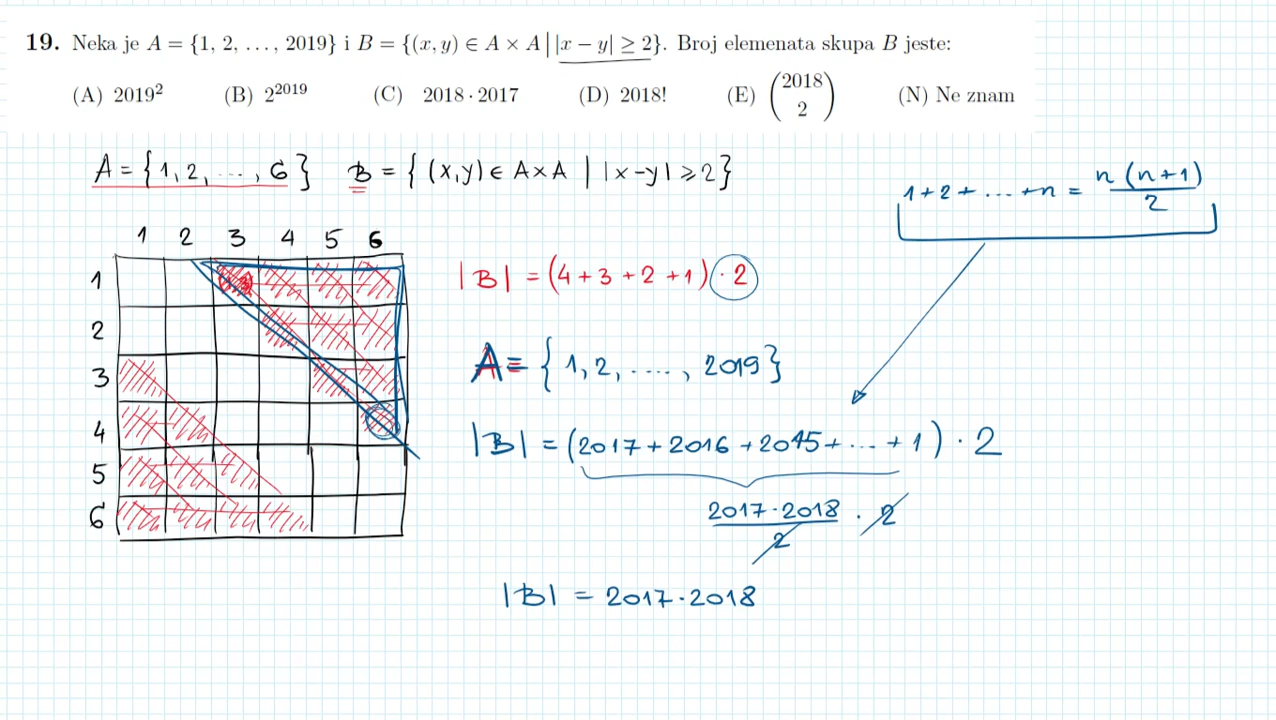 19. Neka je A = {1, 2, ..., 2019} i B = {(x, y) ∈ A × A | |x − y| ≥ 2}. Broj elemenata skupa B jeste:
(A) 2019² (B) 2²⁰¹⁹ (C) 2018 · 2017 (D) 2018! (E) (2018 2) (N) Ne znam
A = {1, 2, ..., 6} B = {(x,y) ∈ A×A | |x-y| ≥ 2}
1+2+ ... +n = n(n+1)/2
1 2 3 4 5 6
1
2
3
4
5
6
|B| = (4+3+2+1) · 2
A = {1, 2, ...., 2019}
|B| = (2017+2016+2015+ ... +1) · 2
2017·2018/2 · 2
|B| = 2017·2018